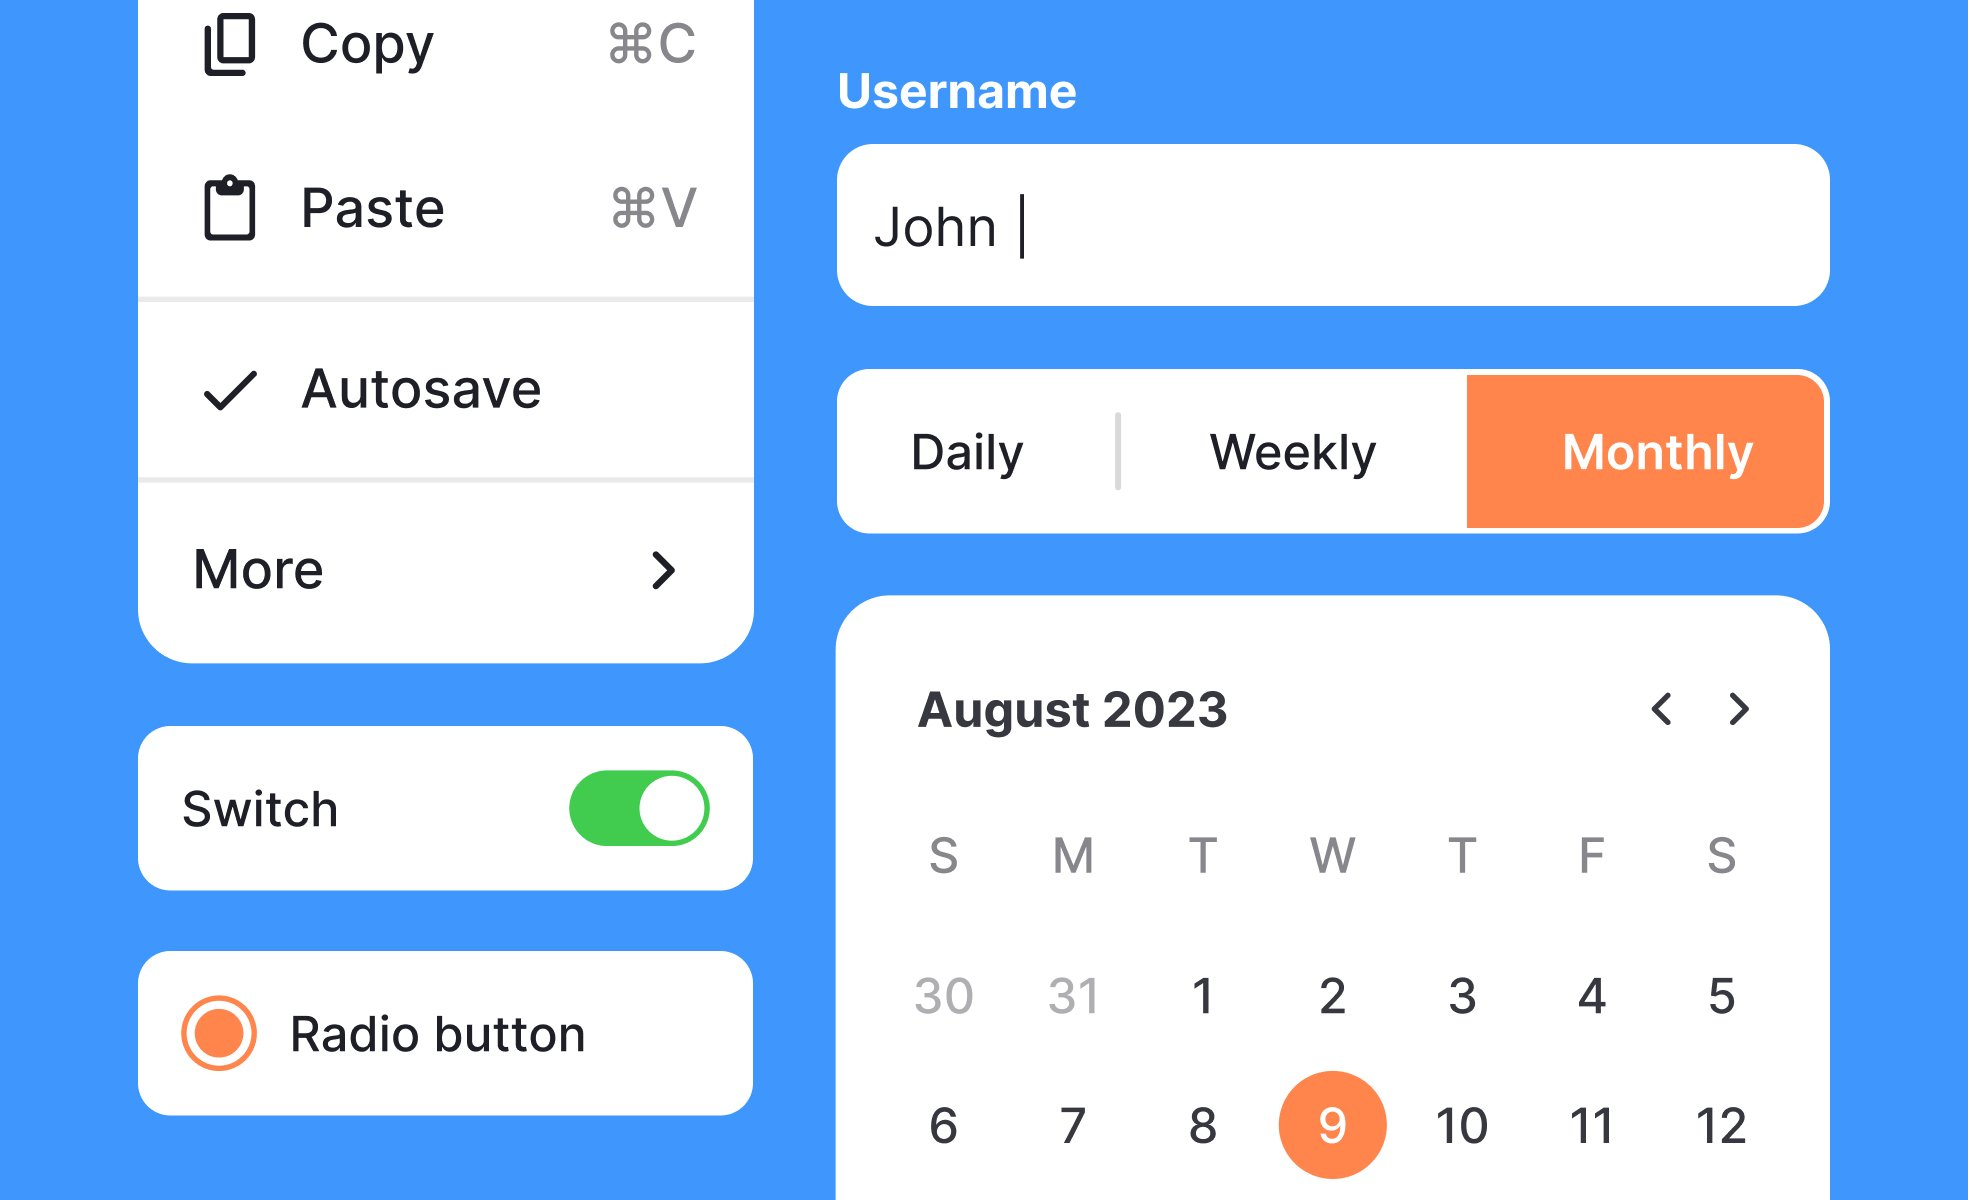 Copy ⌘C
Paste ⌘V
Autosave
More
Switch
Radio button
Username
John
Daily Weekly Monthly
August 2023
S M T W T F S
30 31 1 2 3 4 5
6 7 8 9 10 11 12